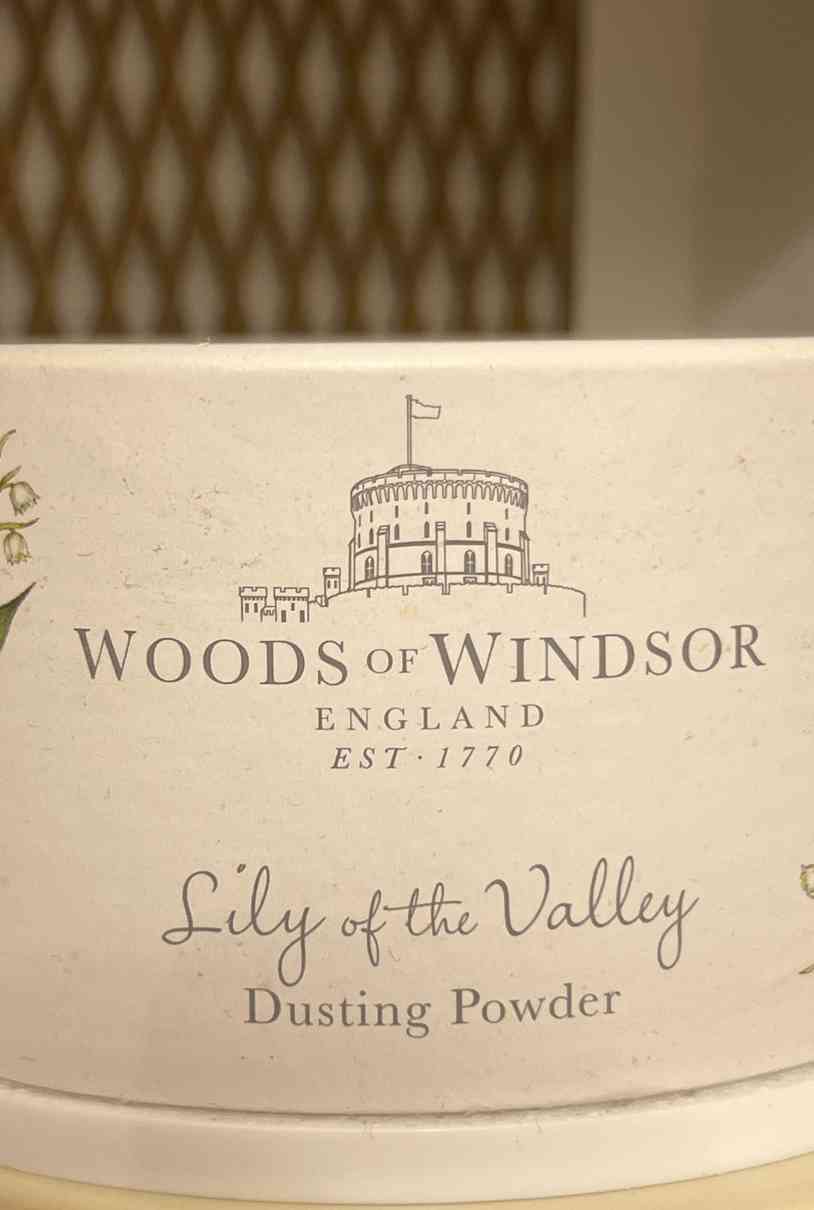 WOODS OF WINDSOR
ENGLAND
EST·1770
Lily of the Valley
Dusting Powder